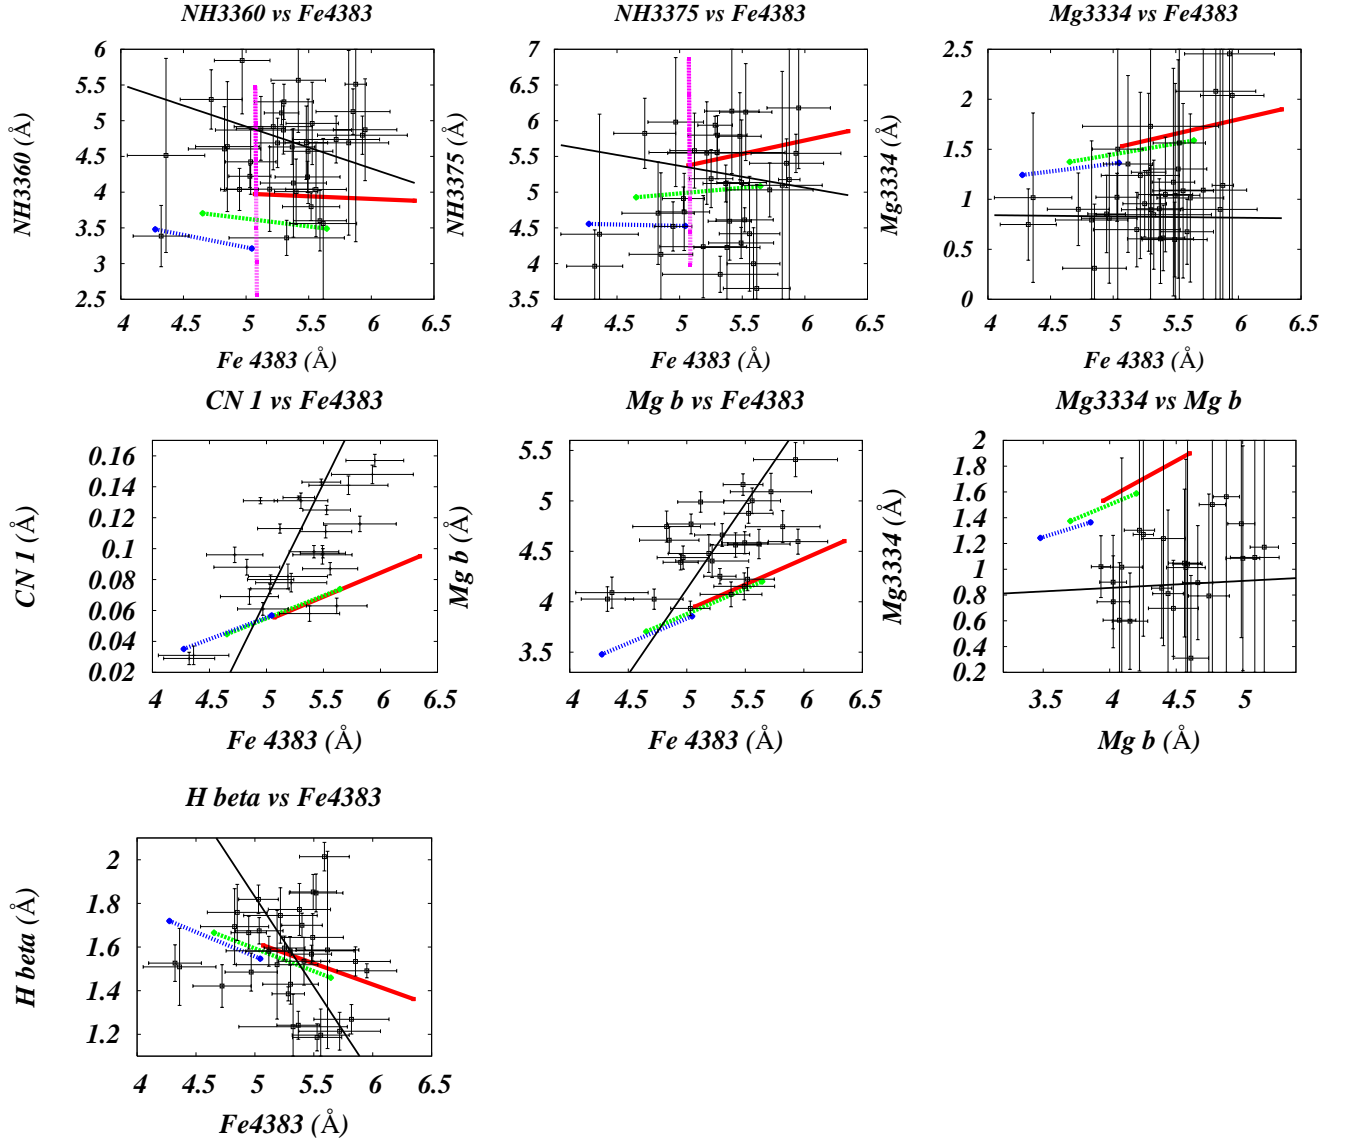 NH3360 vs Fe4383
NH3360 (Å)
6
5.5
5
4.5
4
3.5
3
2.5
4 4.5 5 5.5 6 6.5
Fe 4383 (Å)
NH3375 vs Fe4383
NH3375 (Å)
7
6.5
6
5.5
5
4.5
4
3.5
4 4.5 5 5.5 6 6.5
Fe 4383 (Å)
Mg3334 vs Fe4383
Mg3334 (Å)
2.5
2
1.5
1
0.5
0
4 4.5 5 5.5 6 6.5
Fe 4383 (Å)
CN 1 vs Fe4383
CN 1 (Å)
0.16
0.14
0.12
0.1
0.08
0.06
0.04
0.02
4 4.5 5 5.5 6 6.5
Fe 4383 (Å)
Mg b vs Fe4383
Mg b (Å)
5.5
5
4.5
4
3.5
4 4.5 5 5.5 6 6.5
Fe 4383 (Å)
Mg3334 vs Mg b
Mg3334 (Å)
2
1.8
1.6
1.4
1.2
1
0.8
0.6
0.4
0.2
3.5 4 4.5 5
Mg b (Å)
H beta vs Fe4383
H beta (Å)
2
1.8
1.6
1.4
1.2
4 4.5 5 5.5 6 6.5
Fe4383 (Å)